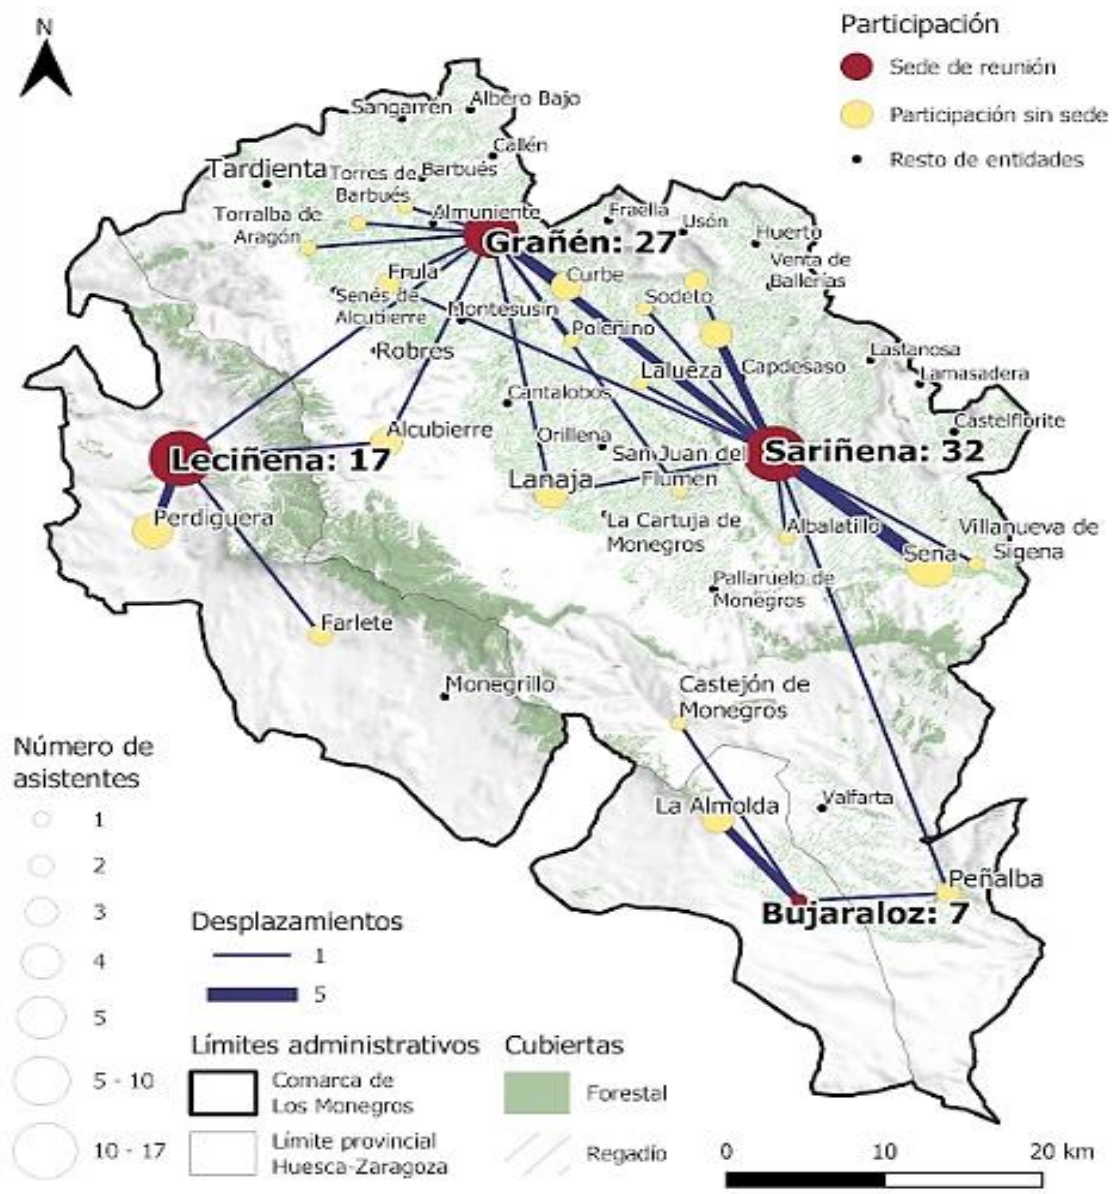 N
Participación
Sede de reunión
Participación sin sede
Resto de entidades
Sangarrén
Albero Bajo
Callén
Tardienta
Torres de
Barbués
Barbués
Torralba de
Aragón
Almuniente
Grañén: 27
Fraella
Usón
Huerto
Venta de
Ballerías
Frula
Curbe
Senés de
Alcubierre
Sodeto
Montesusín
Poleñino
Robres
Lalueza
Capdesaso
Lastanosa
Lamasadera
Cantalobos
Castelflorite
Alcubierre
Orillena
San Juan del
Flumen
Sariñena: 32
Leciñena: 17
Lanaja
Perdiguera
La Cartuja de
Monegros
Albalatillo
Villanueva de
Sigena
Sena
Pallaruelo de
Monegros
Farlete
Monegrillo
Castejón de
Monegros
La Almolda
Valfarta
Peñalba
Bujaraloz: 7
Número de
asistentes
1
2
3
4
5
5 - 10
10 - 17
Desplazamientos
1
5
Límites administrativos
Comarca de
Los Monegros
Límite provincial
Huesca-Zaragoza
Cubiertas
Forestal
Regadío
0 10 20 km